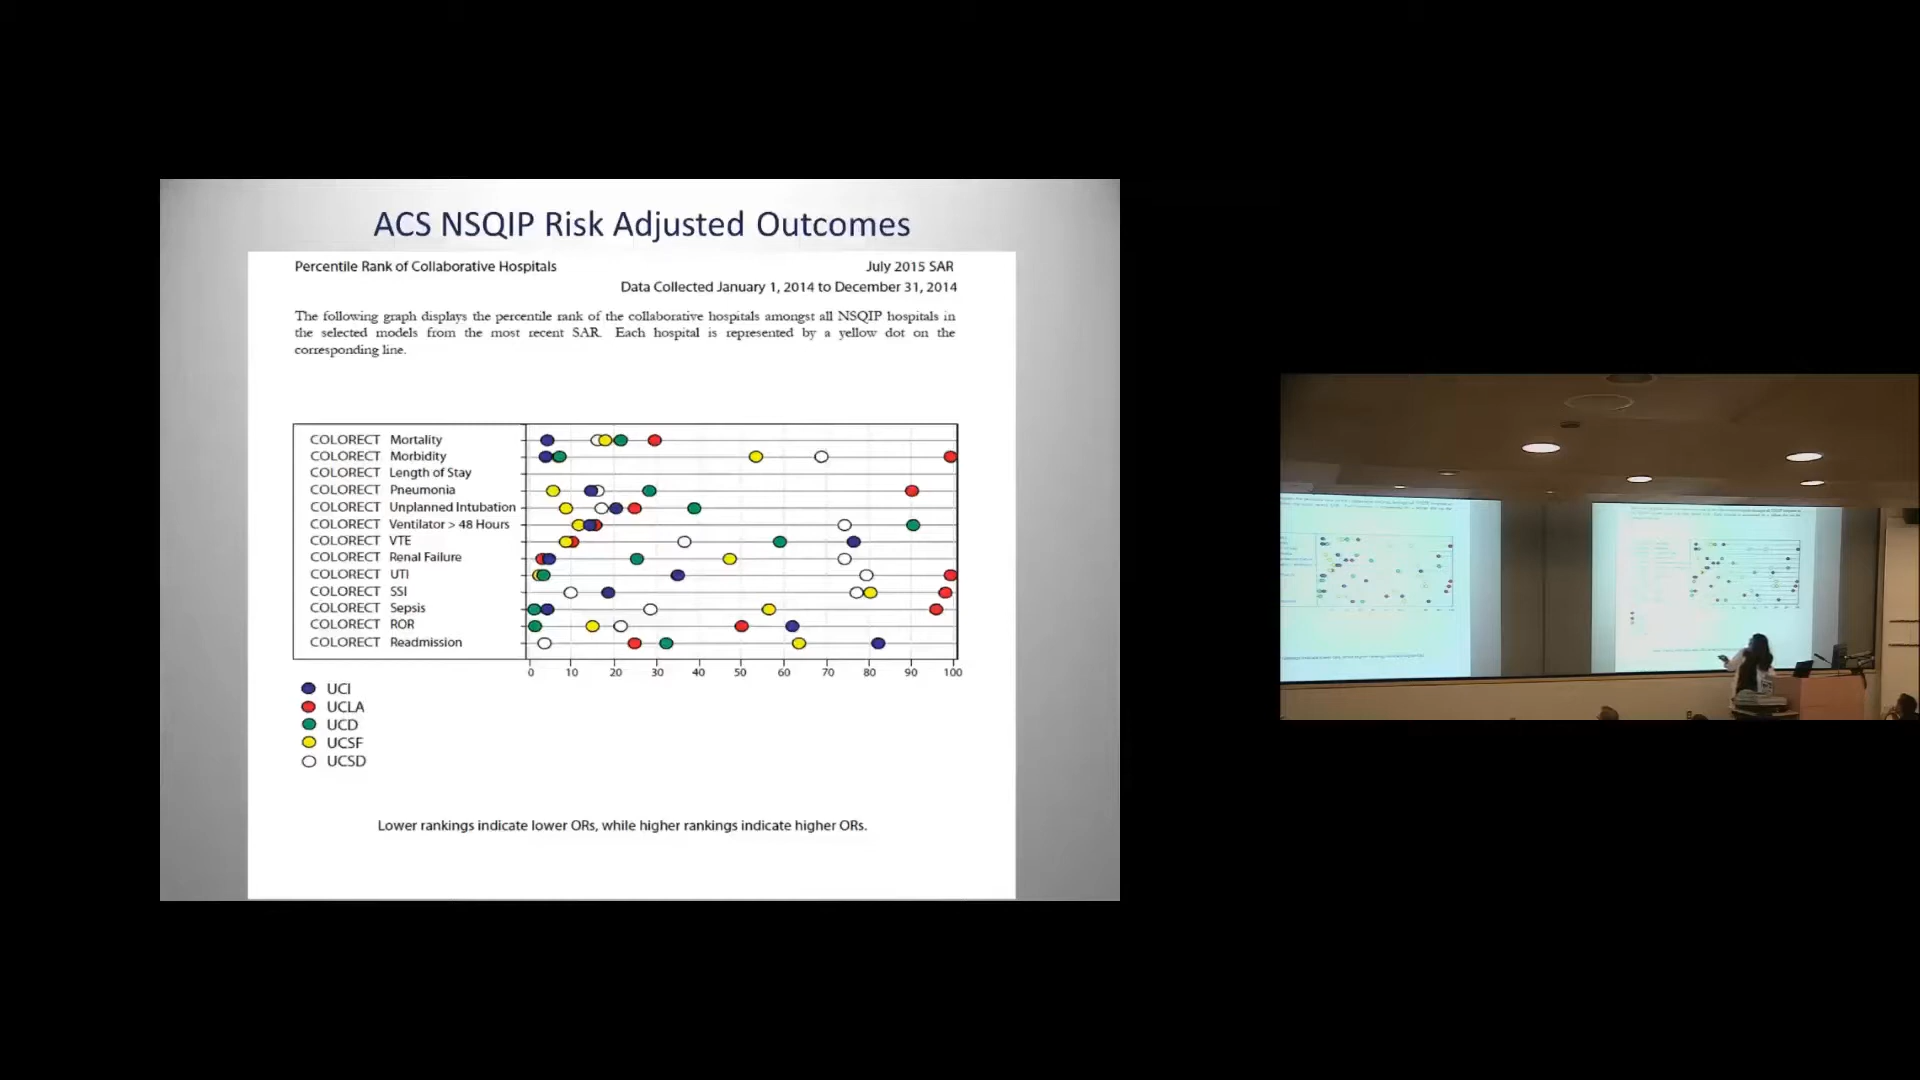 ACS NSQIP Risk Adjusted Outcomes
Percentile Rank of Collaborative Hospitals
July 2015 SAR
Data Collected January 1, 2014 to December 31, 2014
The following graph displays the percentile rank of the collaborative hospitals amongst all NSQIP hospitals in
the selected models from the most recent SAR. Each hospital is represented by a yellow dot on the
corresponding line.
COLORECT Mortality
COLORECT Morbidity
COLORECT Length of Stay
COLORECT Pneumonia
COLORECT Unplanned Intubation
COLORECT Ventilator > 48 Hours
COLORECT VTE
COLORECT Renal Failure
COLORECT UTI
COLORECT SSI
COLORECT Sepsis
COLORECT ROR
COLORECT Readmission
0 10 20 30 40 50 60 70 80 90 100
UCI
UCLA
UCD
UCSF
UCSD
Lower rankings indicate lower ORs, while higher rankings indicate higher ORs.